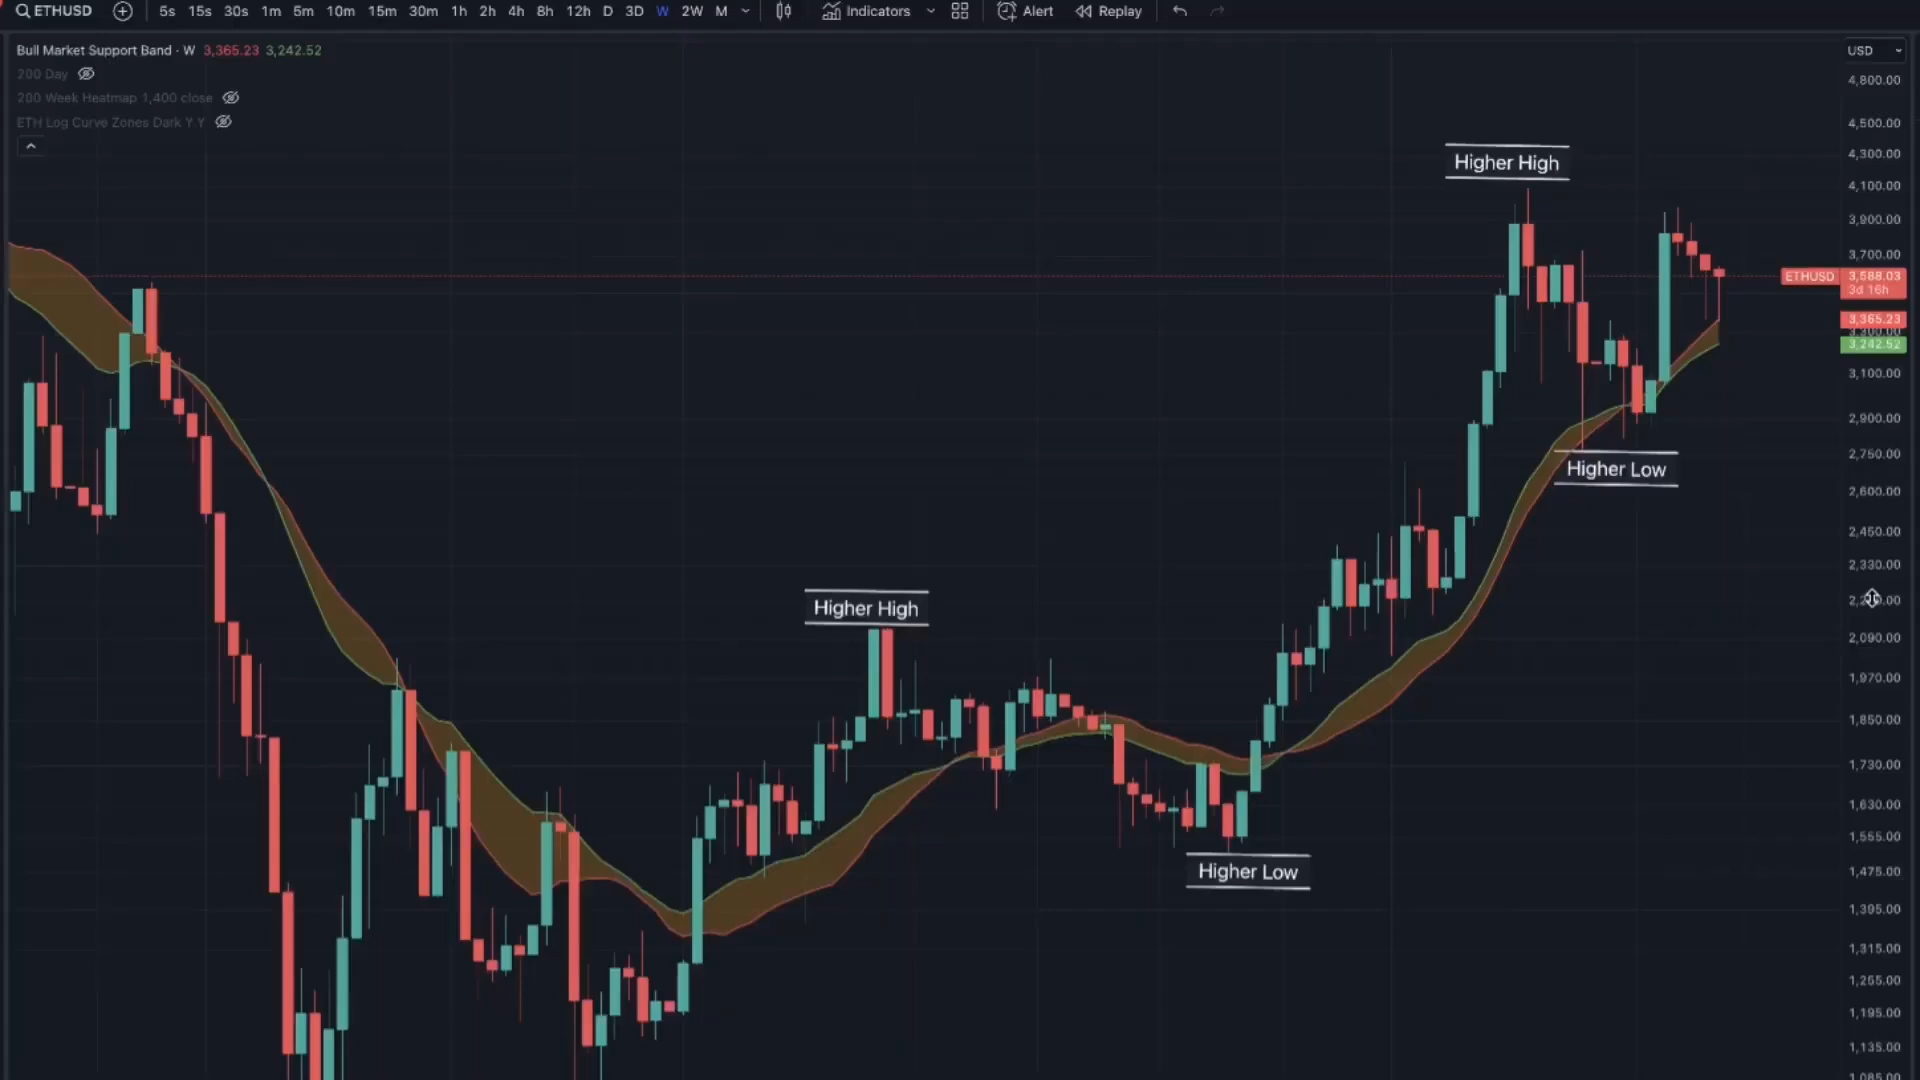 ETHUSD 5s 15s 30s 1m 5m 10m 15m 30m 1h 2h 4h 8h 12h D 3D W 2W M Indicators Alert Replay
Bull Market Support Band · W 3,365.23 3,242.52
USD
200 Day
200 Week Heatmap 1,400 close
ETH Log Curve Zones Dark Y Y
4,800.00
4,500.00
4,300.00
Higher High
4,100.00
3,900.00
3,700.00
ETHUSD 3,588.03
3d 16h
3,365.23
3,300.00
3,242.52
3,100.00
2,900.00
2,750.00
Higher Low
2,600.00
2,450.00
2,330.00
Higher High
2,090.00
1,970.00
1,850.00
1,730.00
1,630.00
1,555.00
Higher Low
1,475.00
1,395.00
1,315.00
1,255.00
1,195.00
1,135.00
1,085.00